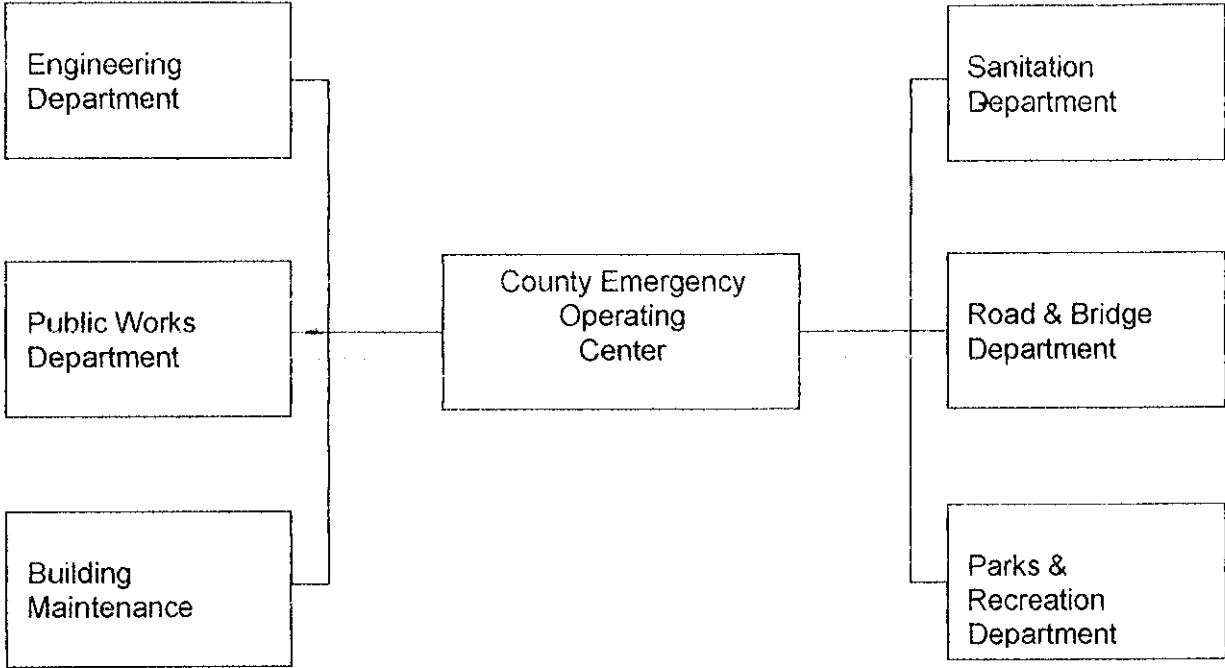 Engineering
Department
Public Works
Department
Building
Maintenance
County Emergency
Operating
Center
Sanitation
Department
Road & Bridge
Department
Parks &
Recreation
Department